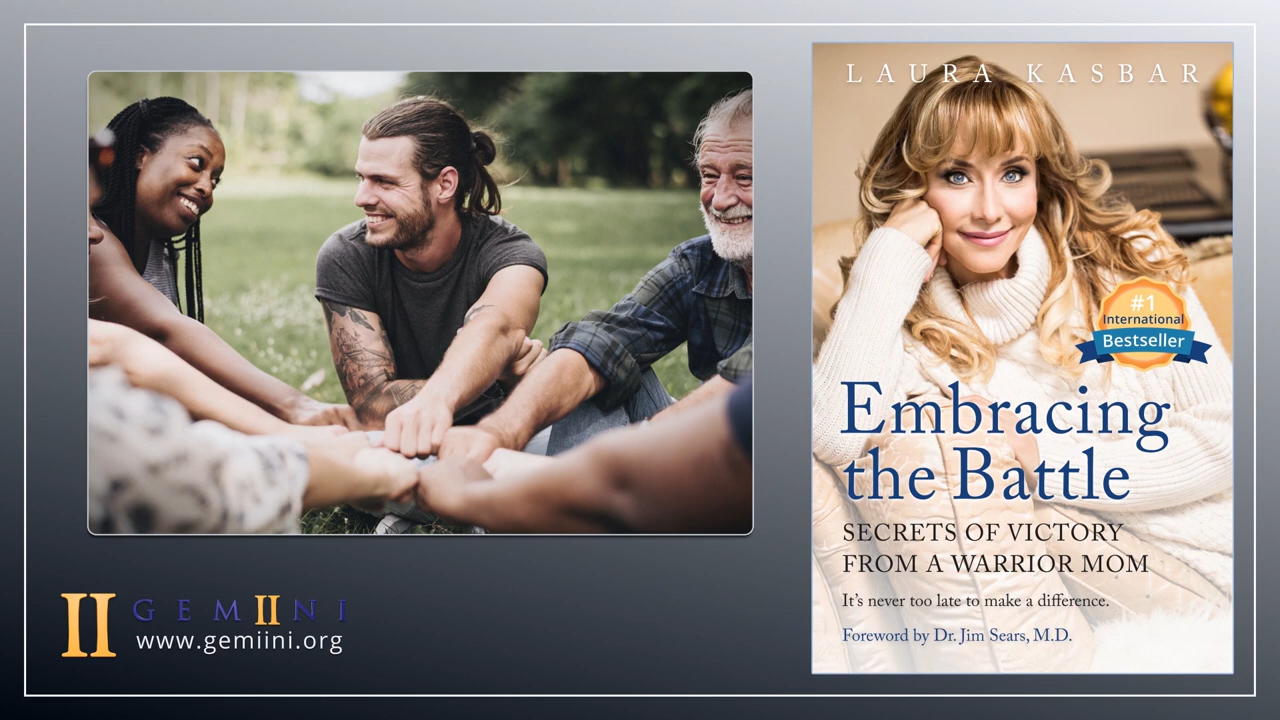 LAURA KASBAR
#1
International
Bestseller
Embracing
the Battle
SECRETS OF VICTORY
FROM A WARRIOR MOM
It's never too late to make a difference.
Foreword by Dr. Jim Sears, M.D.
II GEMIINI
www.gemiini.org